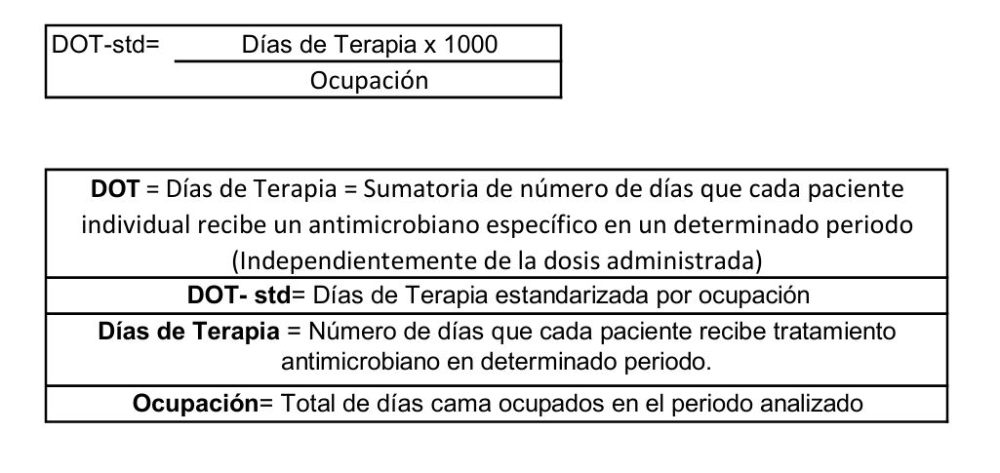 DOT-std= Días de Terapia x 1000
Ocupación
DOT = Días de Terapia = Sumatoria de número de días que cada paciente
individual recibe un antimicrobiano específico en un determinado periodo
(Independientemente de la dosis administrada)
DOT- std= Días de Terapia estandarizada por ocupación
Días de Terapia = Número de días que cada paciente recibe tratamiento
antimicrobiano en determinado periodo.
Ocupación= Total de días cama ocupados en el periodo analizado